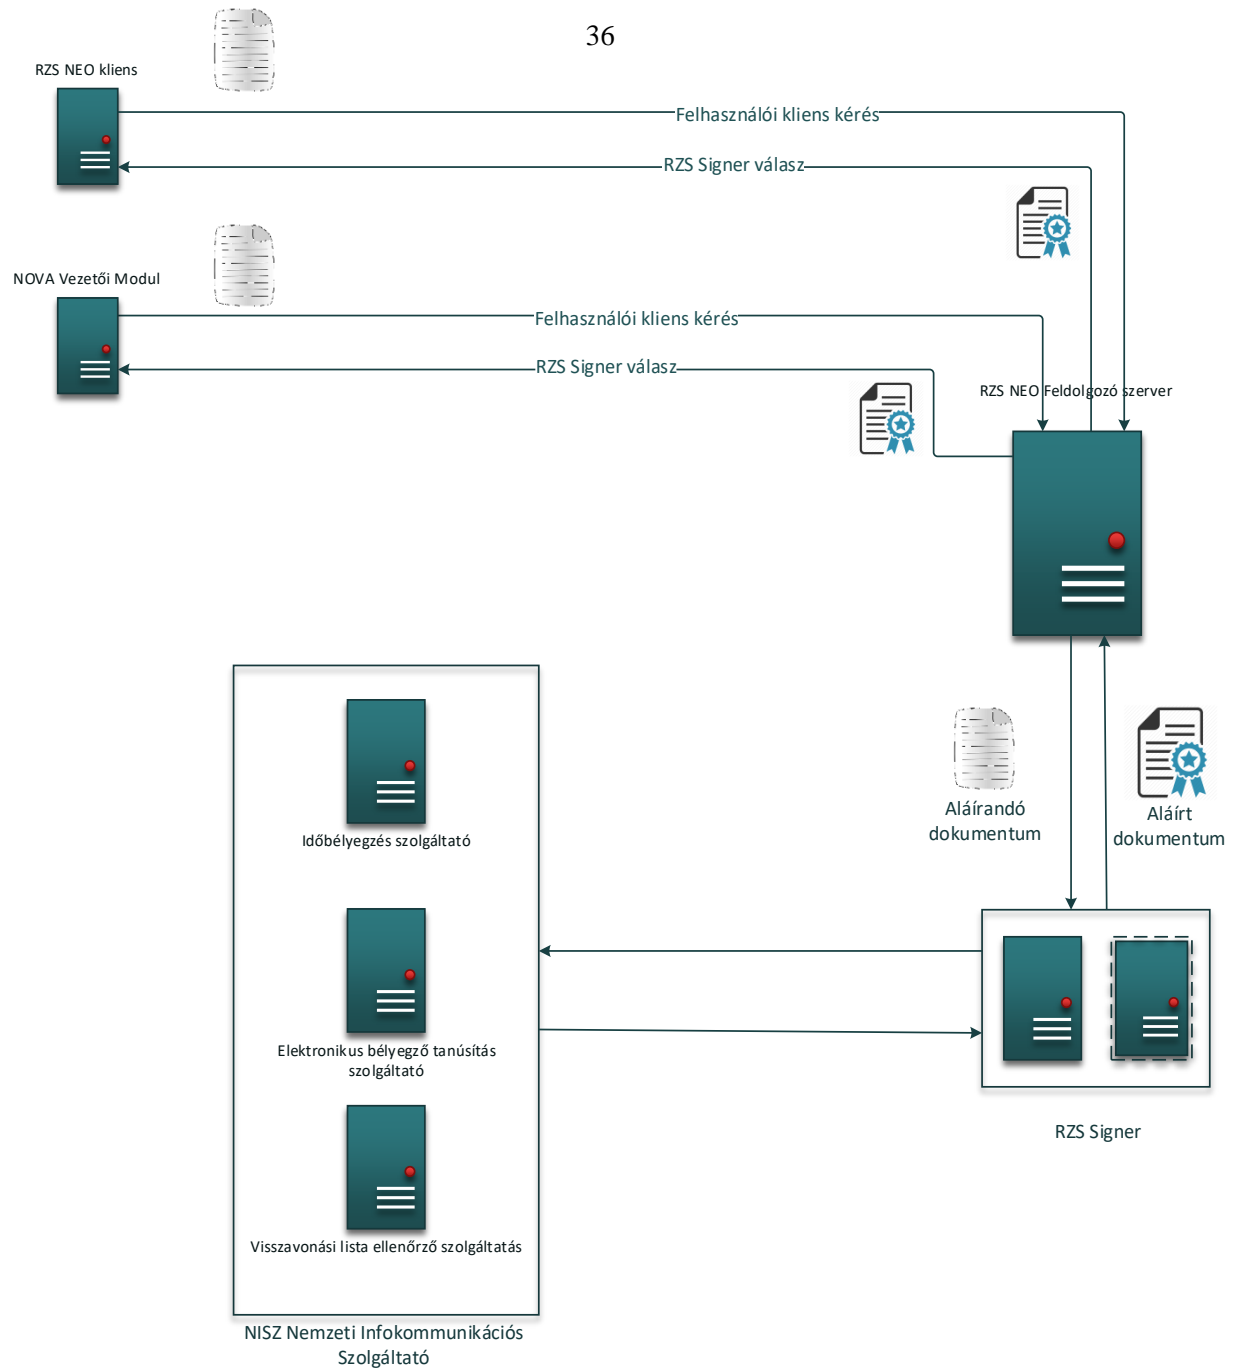 36
RZS NEO kliens
Felhasználói kliens kérés
RZS Signer válasz
NOVA Vezetői Modul
Felhasználói kliens kérés
RZS Signer válasz
RZS NEO Feldolgozó szerver
Időbélyegzés szolgáltató
Aláírandó
dokumentum
Aláírt
dokumentum
Elektronikus bélyegző tanúsítás
szolgáltató
RZS Signer
Visszavonási lista ellenőrző szolgáltatás
NISZ Nemzeti Infokommunikációs
Szolgáltató